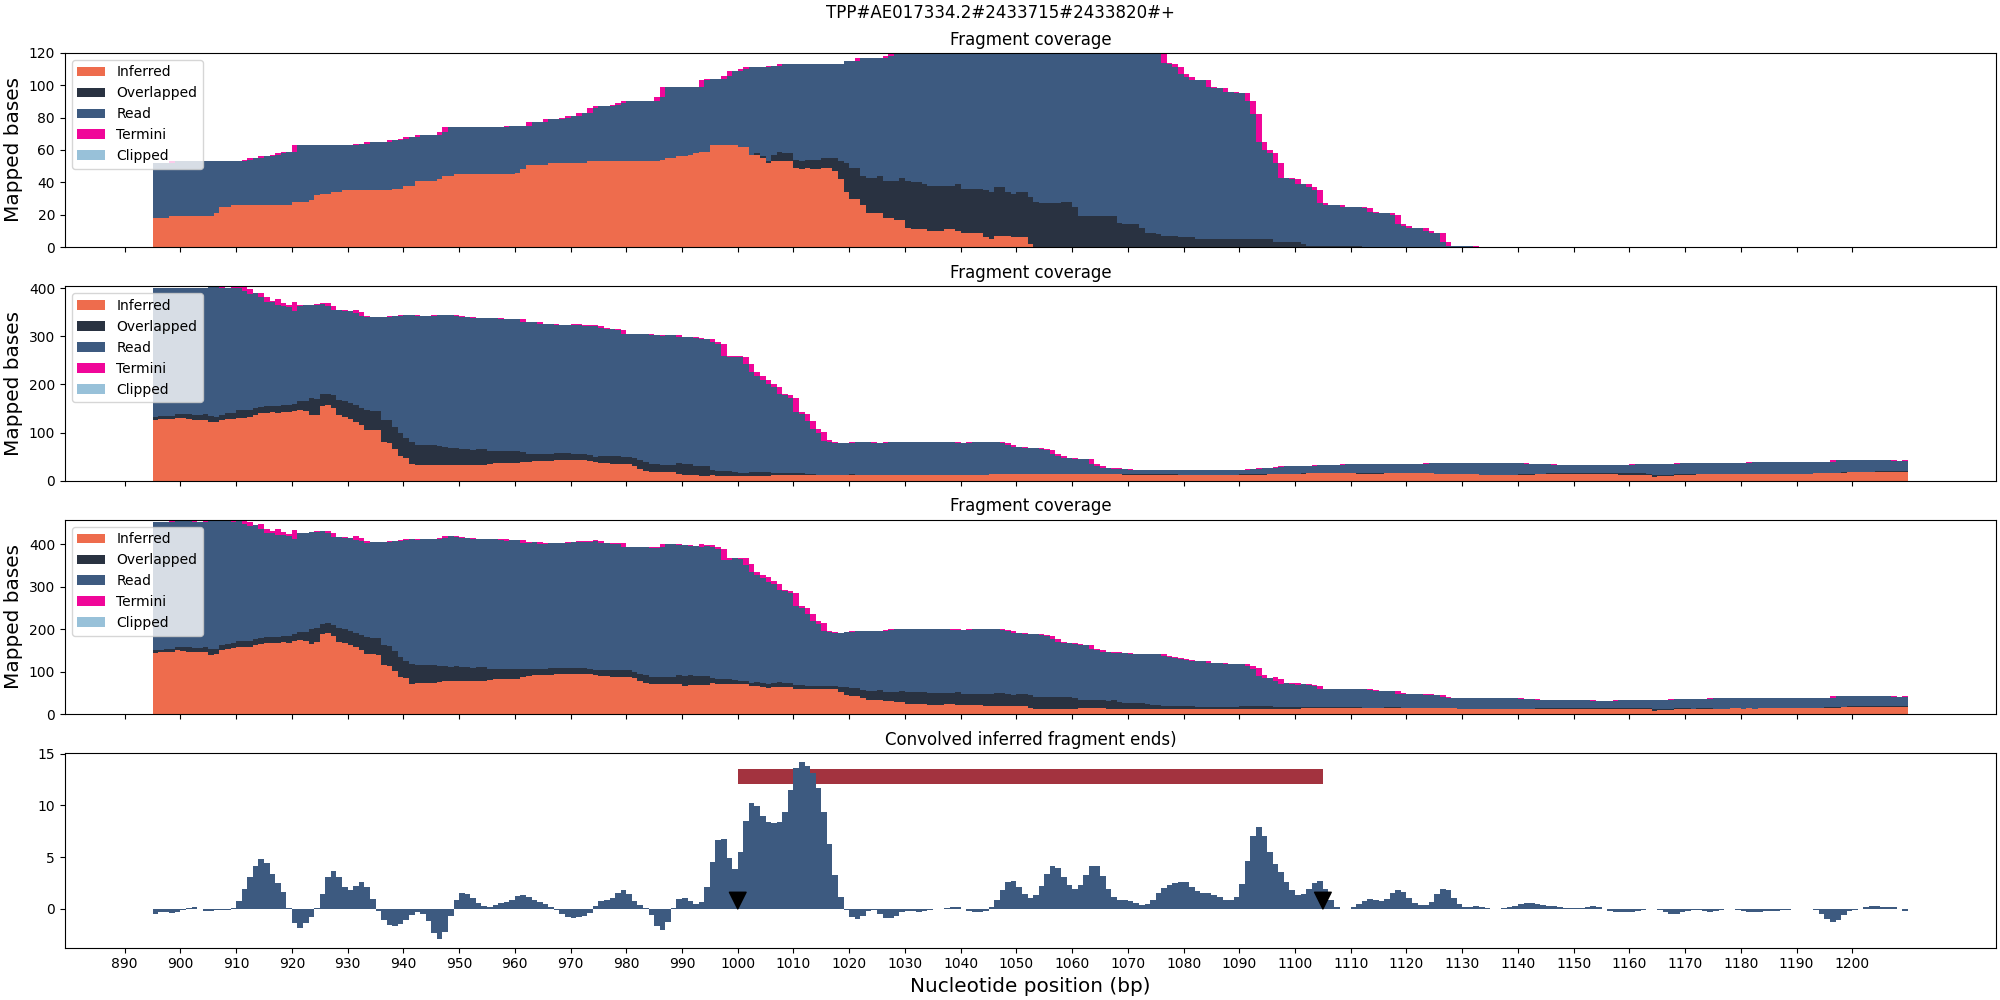 TPP#AE017334.2#2433715#2433820#+
Fragment coverage
Mapped bases
120
100
80
60
40
20
0
Inferred
Overlapped
Read
Termini
Clipped
Fragment coverage
Mapped bases
400
300
200
100
0
Inferred
Overlapped
Read
Termini
Clipped
Fragment coverage
Mapped bases
400
300
200
100
0
Inferred
Overlapped
Read
Termini
Clipped
Convolved inferred fragment ends)
15
10
5
0
890 900 910 920 930 940 950 960 970 980 990 1000 1010 1020 1030 1040 1050 1060 1070 1080 1090 1100 1110 1120 1130 1140 1150 1160 1170 1180 1190 1200
Nucleotide position (bp)